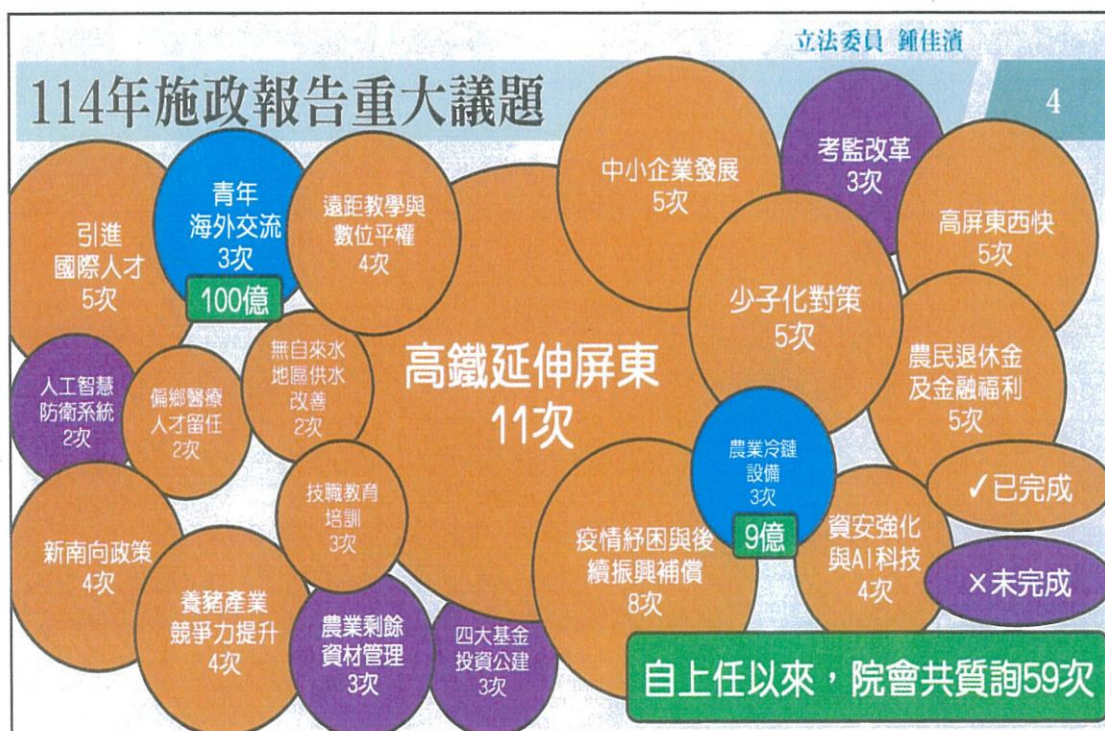 立法委員 鍾佳濱
114年施政報告重大議題
4
引進
國際人才
5次
青年
海外交流
3次
100億
遠距教學與
數位平權
4次
中小企業發展
5次
考監改革
3次
高屏東西快
5次
少子化對策
5次
高鐵延伸屏東
11次
農民退休金
及金融福利
5次
人工智慧
防衛系統
2次
偏鄉醫療
人才留任
2次
無自來水
地區供水
改善
2次
農業冷鏈
設備
3次
9億
技職教育
培訓
3次
新南向政策
4次
疫情紓困與後
續振興補償
8次
資安強化
與AI科技
4次
✓已完成
×未完成
養豬產業
競爭力提升
4次
農業剩餘
資材管理
3次
四大基金
投資公建
3次
自上任以來，院會共質詢59次